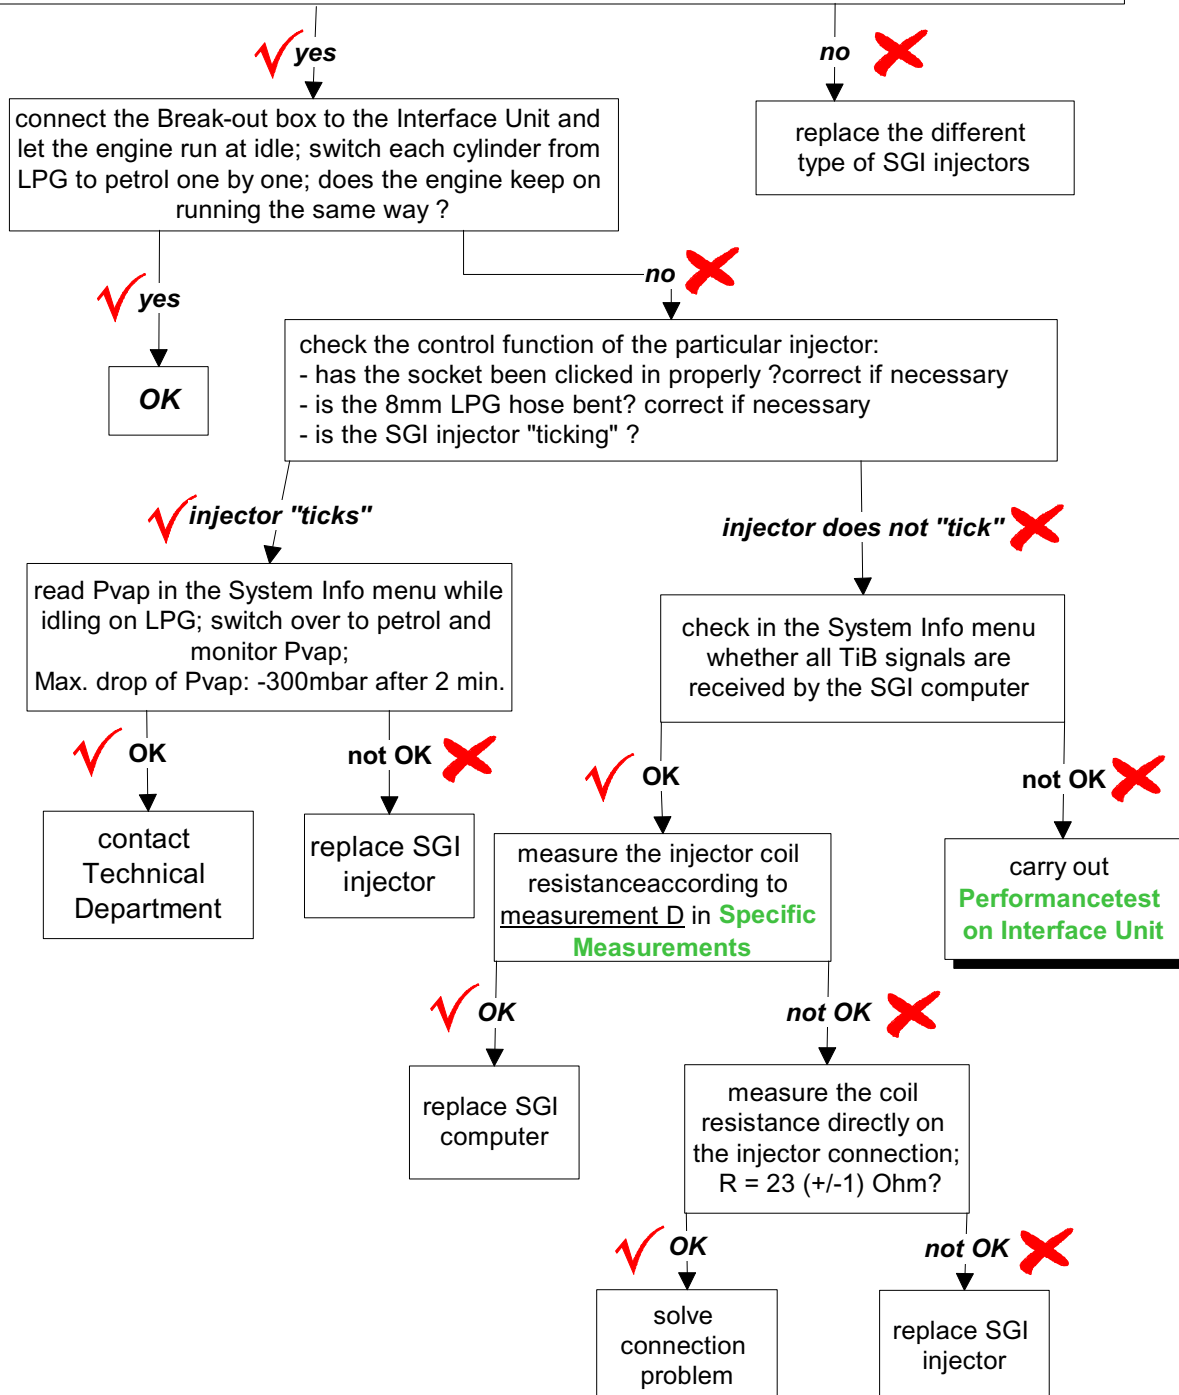 yes
no
connect the Break-out box to the Interface Unit and
let the engine run at idle; switch each cylinder from
LPG to petrol one by one; does the engine keep on
running the same way ?
replace the different
type of SGI injectors
yes
no
OK
check the control function of the particular injector:
- has the socket been clicked in properly ?correct if necessary
- is the 8mm LPG hose bent? correct if necessary
- is the SGI injector "ticking" ?
injector "ticks"
injector does not "tick"
read Pvap in the System Info menu while
idling on LPG; switch over to petrol and
monitor Pvap;
Max. drop of Pvap: -300mbar after 2 min.
check in the System Info menu
whether all TiB signals are
received by the SGI computer
OK
not OK
OK
not OK
contact
Technical
Department
replace SGI
injector
measure the injector coil
resistanceaccording to
measurement D in Specific
Measurements
carry out
Performancetest
on Interface Unit
OK
not OK
replace SGI
computer
measure the coil
resistance directly on
the injector connection;
R = 23 (+/-1) Ohm?
OK
not OK
solve
connection
problem
replace SGI
injector